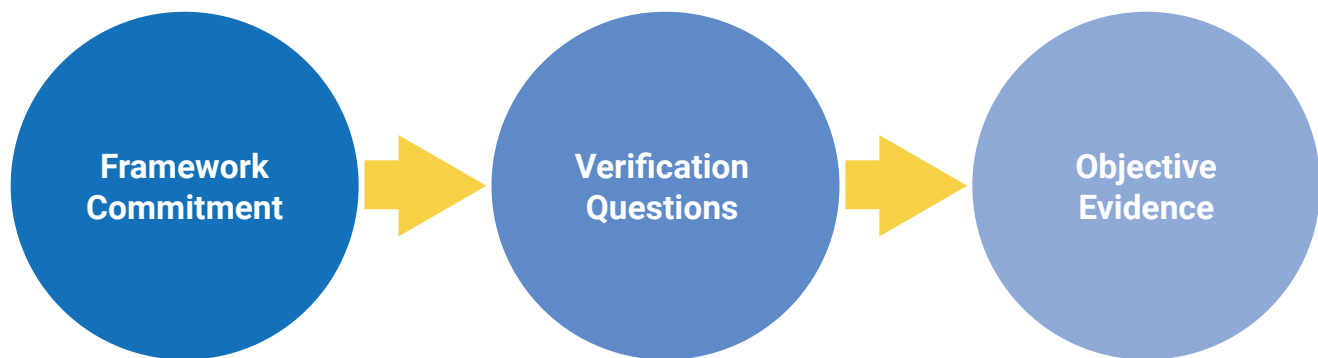 Framework
Commitment
Verification
Questions
Objective
Evidence